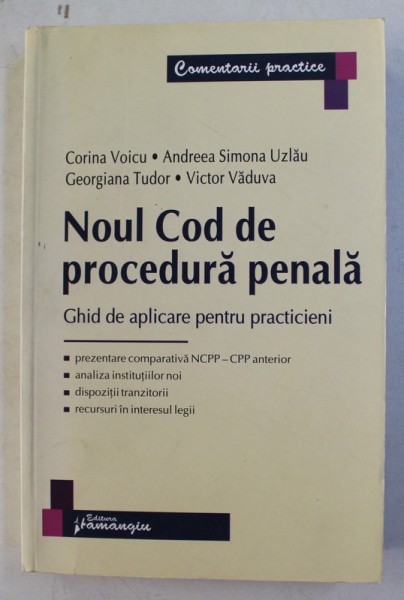 Comentarii practice
Corina Voicu • Andreea Simona Uzlău
Georgiana Tudor • Victor Văduva
Noul Cod de
procedură penală
Ghid de aplicare pentru practicieni
▪ prezentare comparativă NCPP – CPP anterior
▪ analiza instituțiilor noi
▪ dispoziții tranzitorii
▪ recursuri în interesul legii
Editura
Hamangiu